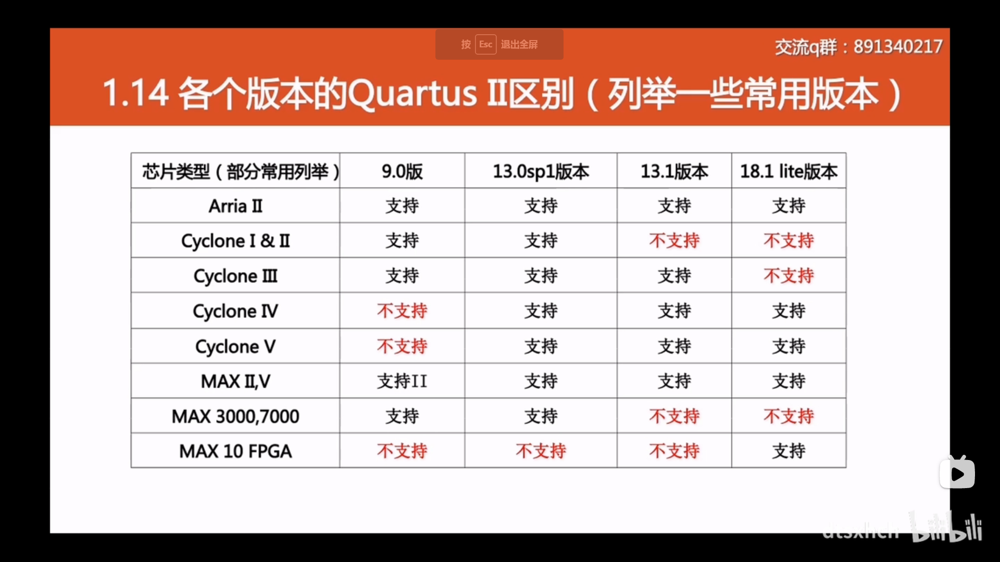 按 Esc 退出全屏
交流q群：891340217
1.14 各个版本的Quartus II区别（列举一些常用版本）
芯片类型（部分常用列举） 9.0版 13.0sp1版本 13.1版本 18.1 lite版本
Arria II 支持 支持 支持 支持
Cyclone I & II 支持 支持 不支持 不支持
Cyclone III 支持 支持 支持 不支持
Cyclone IV 不支持 支持 支持 支持
Cyclone V 不支持 支持 支持 支持
MAX II,V 支持II 支持 支持 支持
MAX 3000,7000 支持 支持 不支持 不支持
MAX 10 FPGA 不支持 不支持 不支持 支持
dtsxhch bilibili